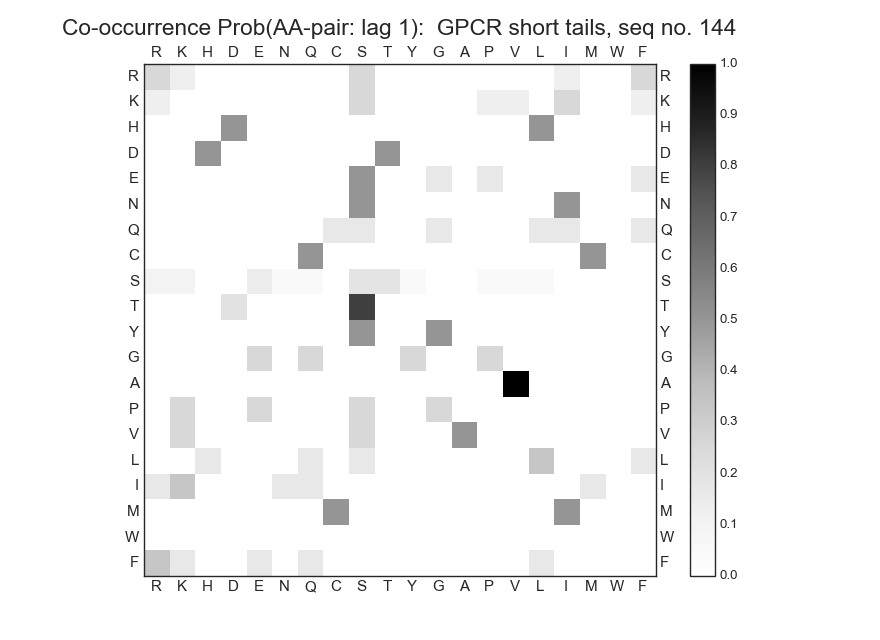 Co-occurrence Prob(AA-pair: lag 1):  GPCR short tails, seq no. 144
R K H D E N Q C S T Y G A P V L I M W F
R R
K K
H H
D D
E E
N N
Q Q
C C
S S
T T
Y Y
G G
A A
P P
V V
L L
I I
M M
W W
F F
R K H D E N Q C S T Y G A P V L I M W F
1.0
0.9
0.8
0.7
0.6
0.5
0.4
0.3
0.2
0.1
0.0